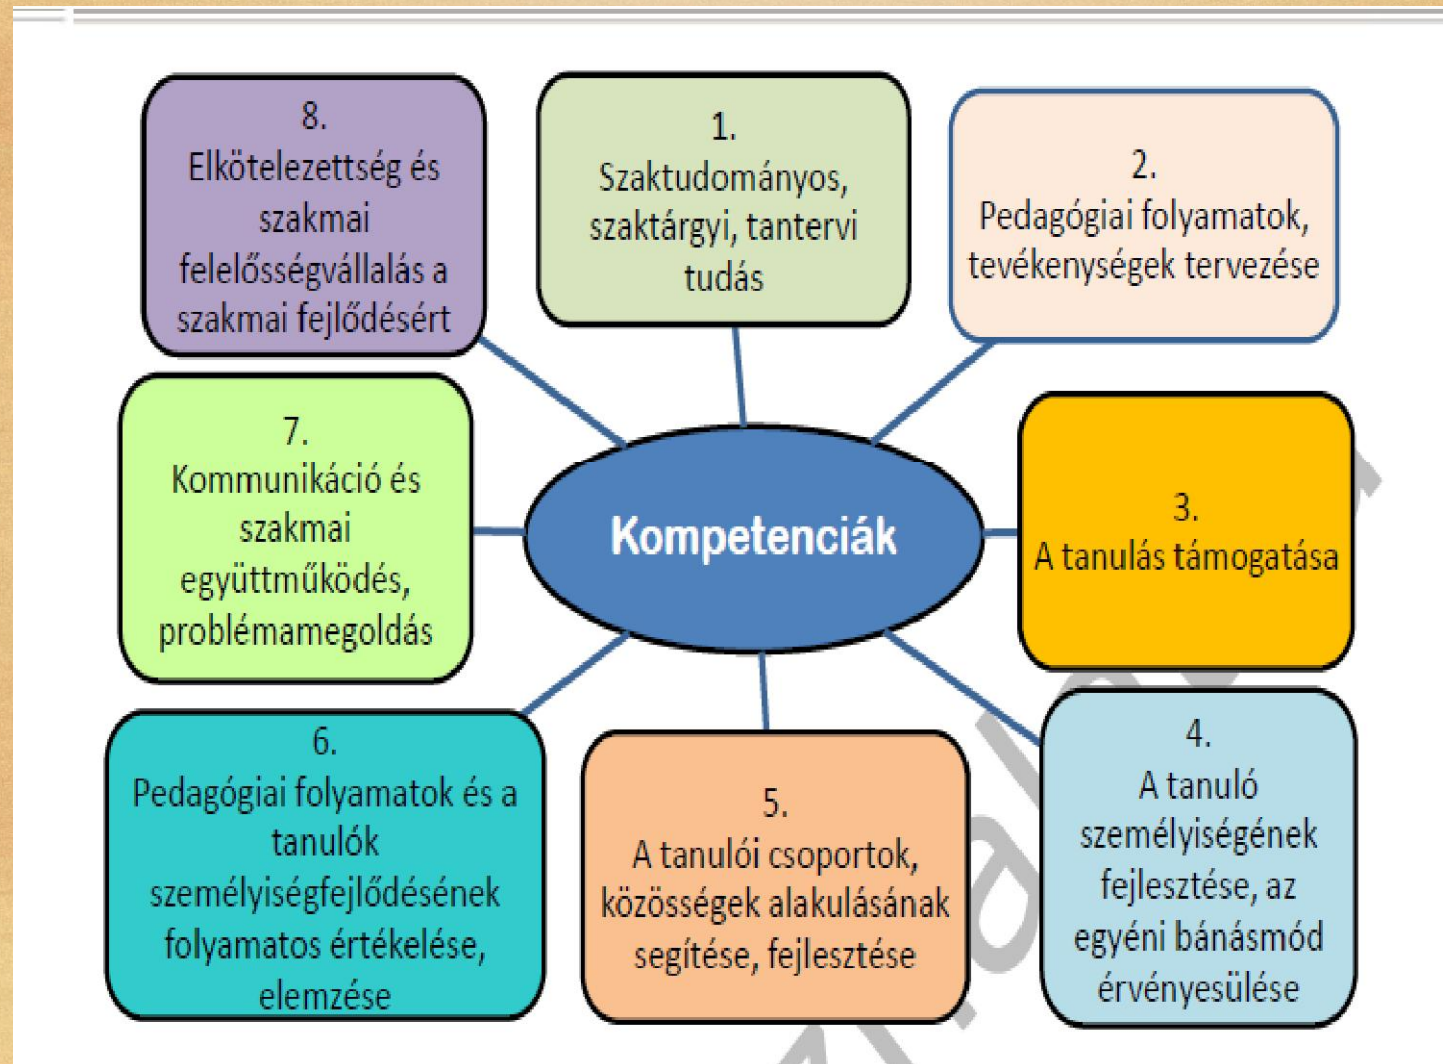 8.
Elkötelezettség és
szakmai
felelősségvállalás a
szakmai fejlődésért
1.
Szaktudományos,
szaktárgyi, tantervi
tudás
2.
Pedagógiai folyamatok,
tevékenységek tervezése
7.
Kommunikáció és
szakmai
együttműködés,
problémamegoldás
Kompetenciák
3.
A tanulás támogatása
6.
Pedagógiai folyamatok és a
tanulók
személyiségfejlődésének
folyamatos értékelése,
elemzése
5.
A tanulói csoportok,
közösségek alakulásának
segítése, fejlesztése
4.
A tanuló
személyiségének
fejlesztése, az
egyéni bánásmód
érvényesülése